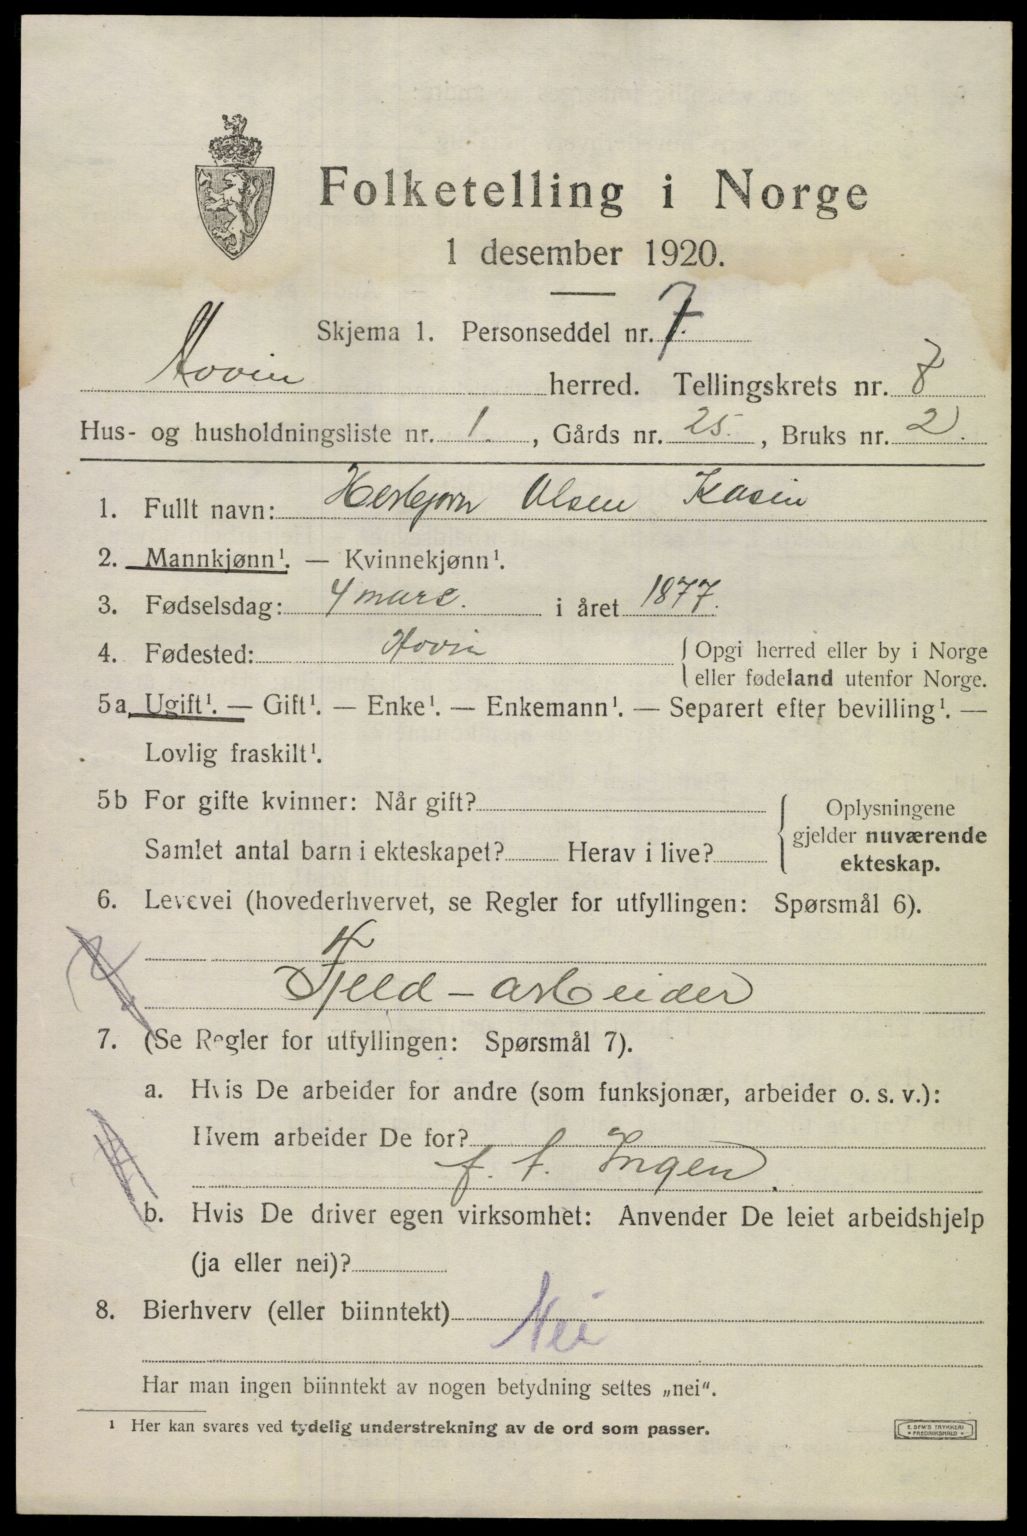 Folketelling i Norge
1 desember 1920.
Skjema 1. Personseddel nr. 7.
Hovin herred. Tellingskrets nr. 8
Hus- og husholdningsliste nr. 1. , Gårds nr. 25. , Bruks nr. 2.
1. Fullt navn: Herbjørn Olsen Kasin
2. Mannkjønn¹. — Kvinnekjønn¹.
3. Fødselsdag: 4 mars. i året 1877.
4. Fødested: Hovin { Opgi herred eller by i Norge
eller fødeland utenfor Norge.
5a Ugift¹. — Gift¹. — Enke¹. — Enkemann¹. — Separert efter bevilling¹. —
Lovlig fraskilt¹.
5b For gifte kvinner: Når gift? { Oplysningene
gjelder nuværende
Samlet antal barn i ekteskapet? Herav i live?
ekteskap.
6. Levevei (hovederhvervet, se Regler for utfyllingen: Spørsmål 6).
Fjeld-arbeider
7. (Se Regler for utfyllingen: Spørsmål 7).
a. Hvis De arbeider for andre (som funksjonær, arbeider o. s. v.):
Hvem arbeider De for?
f. t. Ingen.
b. Hvis De driver egen virksomhet: Anvender De leiet arbeidshjelp
(ja eller nei)?
8. Bierhverv (eller biinntekt) Nei
Har man ingen biinntekt av nogen betydning settes „nei".
¹ Her kan svares ved tydelig understrekning av de ord som passer.
E. SEM'S TRYKKERI
• FREDRIKSHALD •